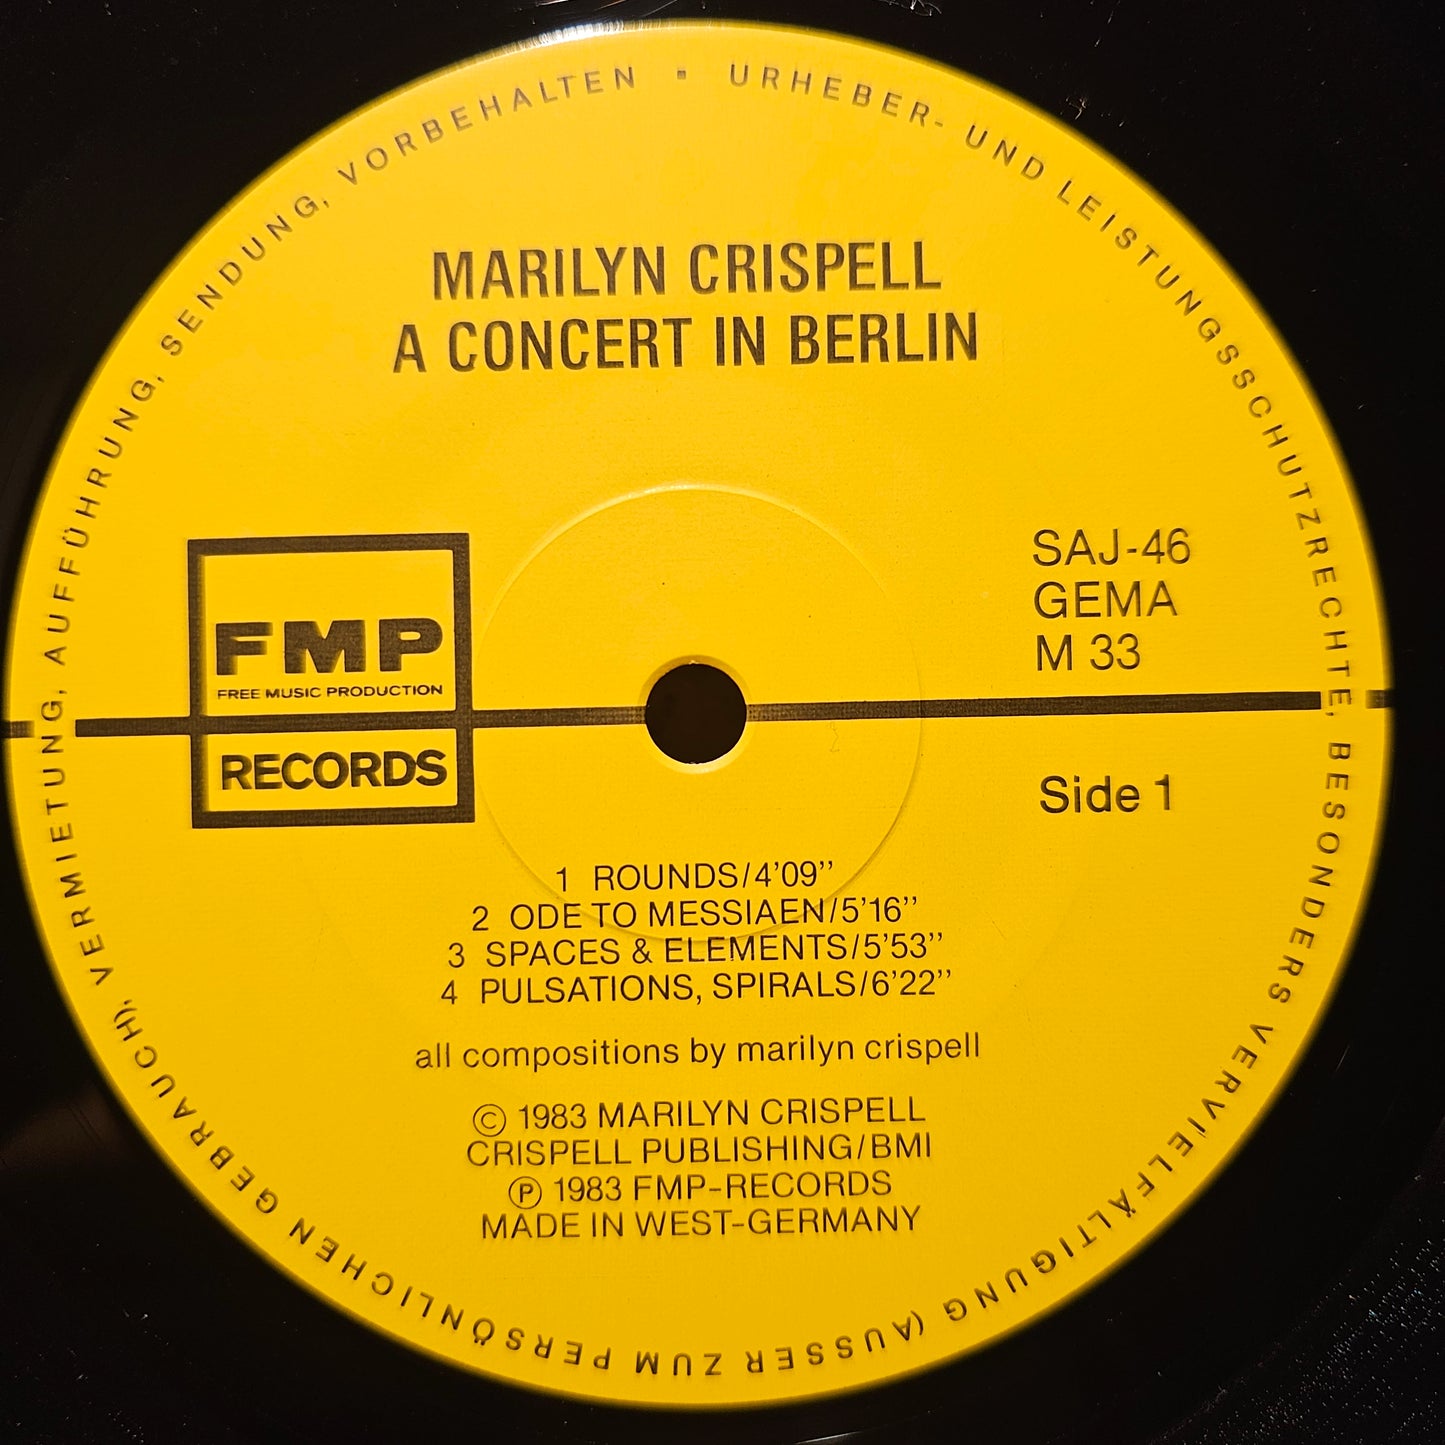 URHEBER- UND LEISTUNGSSCHUTZRECHTE, BESONDERS VERVIELFÄLTIGUNG (AUSSER ZUM PERSÖNLICHEN GEBRAUCH), VERMIETUNG, AUFFÜHRUNG, SENDUNG, VORBEHALTEN ▪
MARILYN CRISPELL
A CONCERT IN BERLIN
FMP
FREE MUSIC PRODUCTION
RECORDS
SAJ-46
GEMA
M 33
Side 1
1 ROUNDS/4'09''
2 ODE TO MESSIAEN/5'16''
3 SPACES & ELEMENTS/5'53''
4 PULSATIONS, SPIRALS/6'22''
all compositions by marilyn crispell
© 1983 MARILYN CRISPELL
CRISPELL PUBLISHING/BMI
℗ 1983 FMP-RECORDS
MADE IN WEST-GERMANY